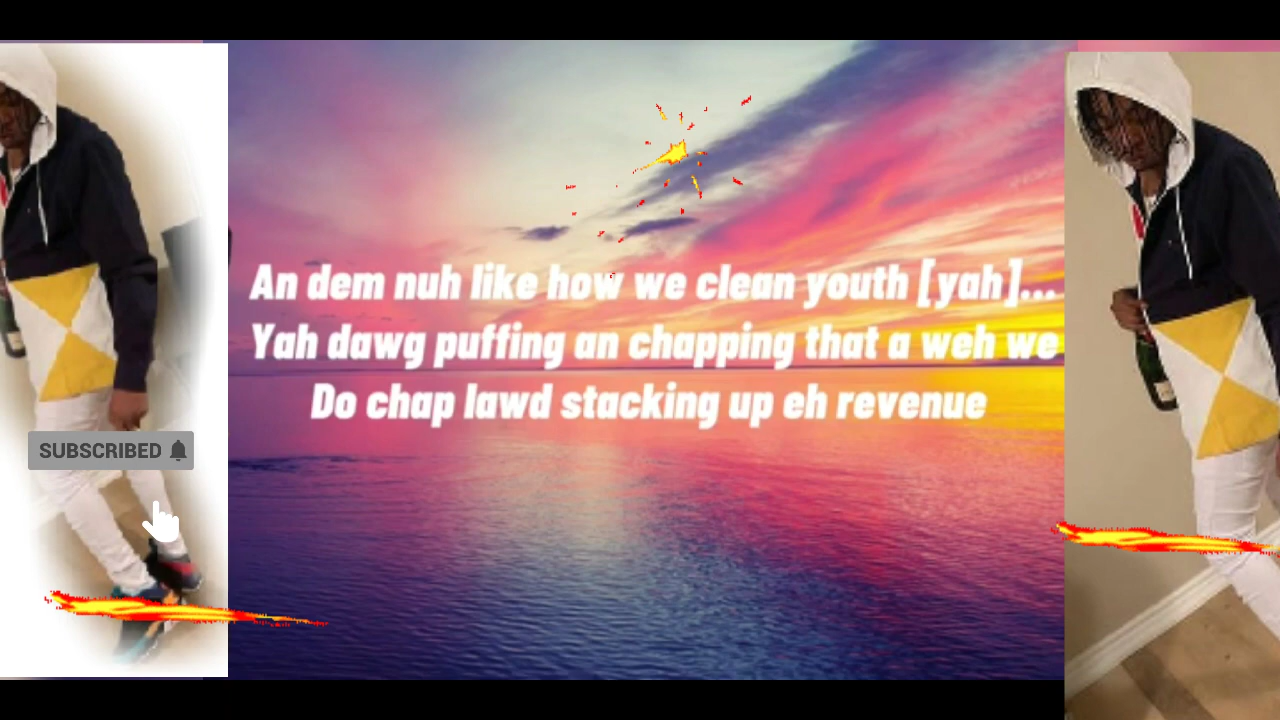 An dem nuh like how we clean youth [yah]...
Yah dawg puffing an chapping that a weh we
Do chap lawd stacking up eh revenue
SUBSCRIBED